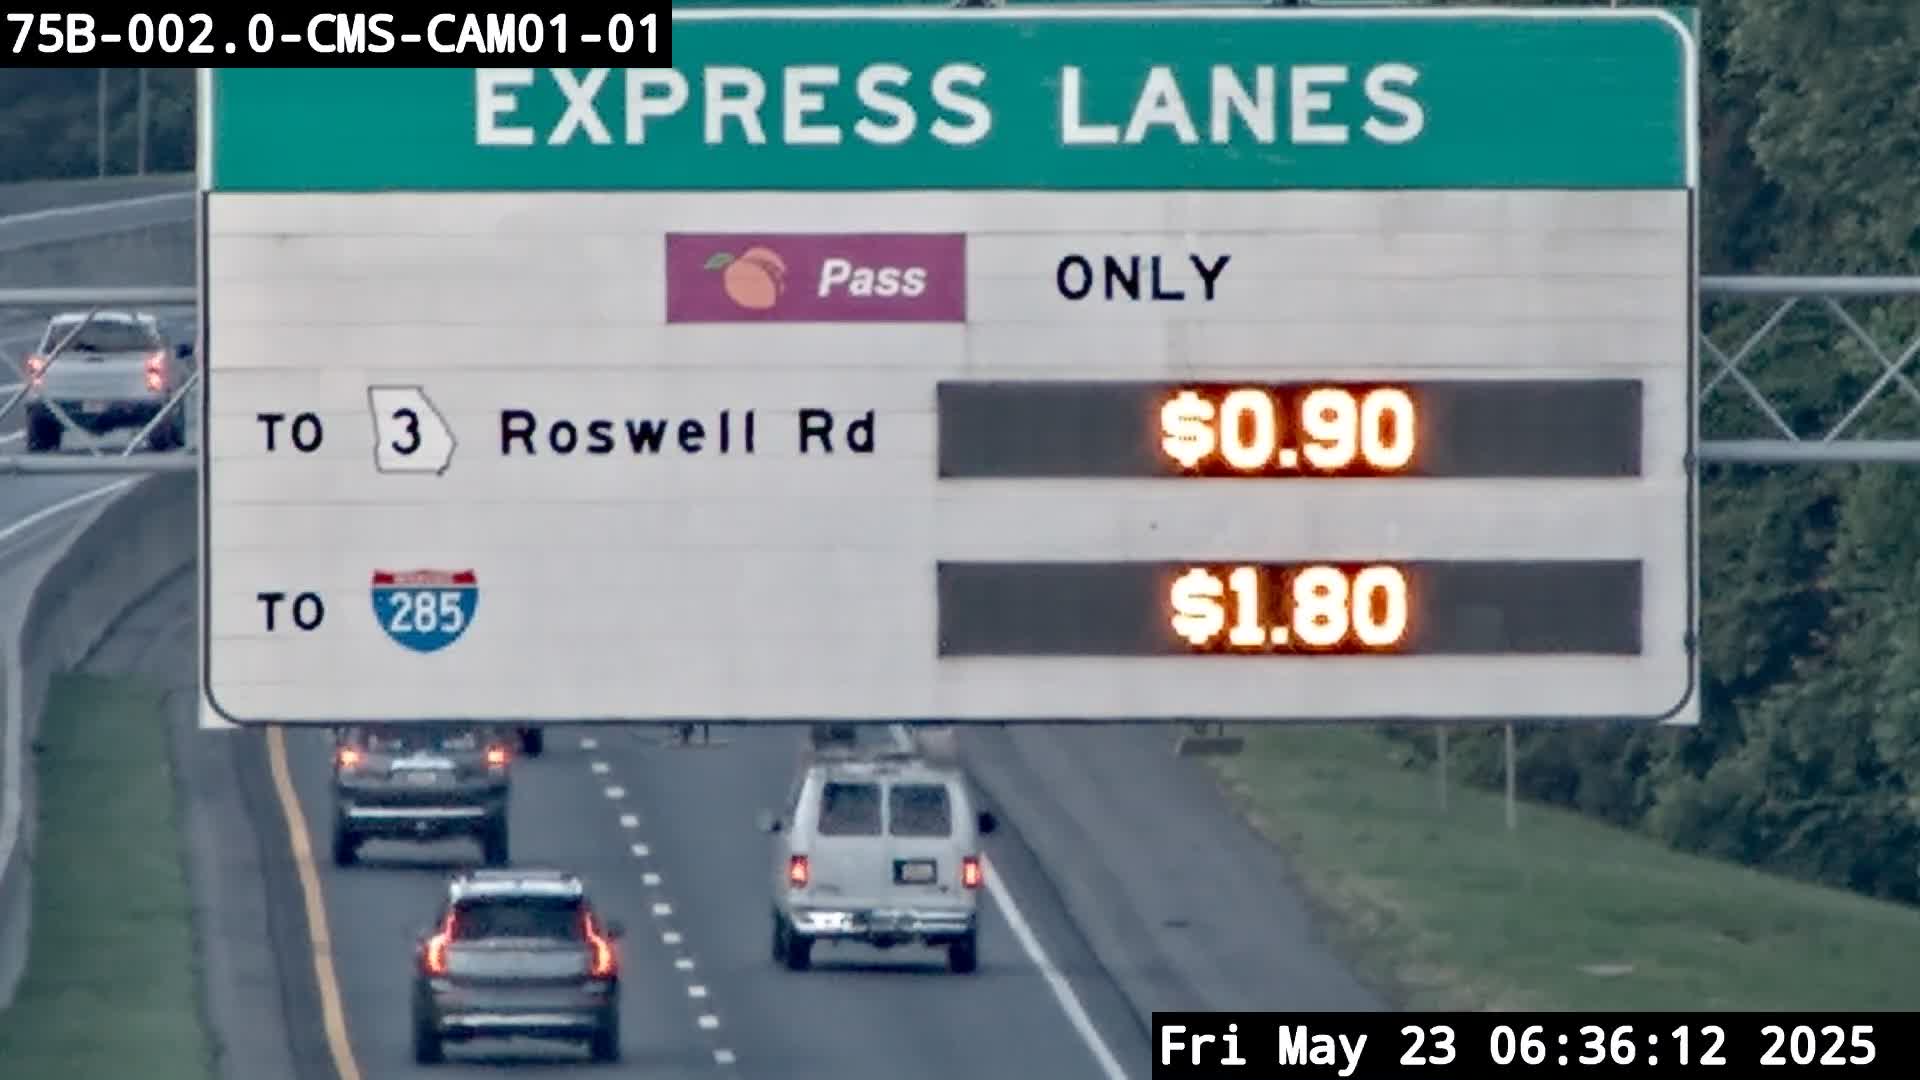 75B-002.0-CMS-CAM01-01
EXPRESS LANES
Pass ONLY
TO 3 Roswell Rd $0.90
TO 285 $1.80
Fri May 23 06:36:12 2025